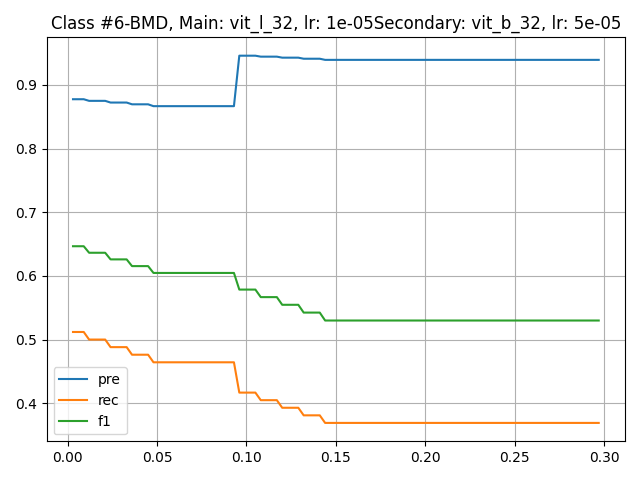 Class #6-BMD, Main: vit_l_32, lr: 1e-05Secondary: vit_b_32, lr: 5e-05
0.9
0.8
0.7
0.6
0.5
0.4
pre
rec
f1
0.00 0.05 0.10 0.15 0.20 0.25 0.30